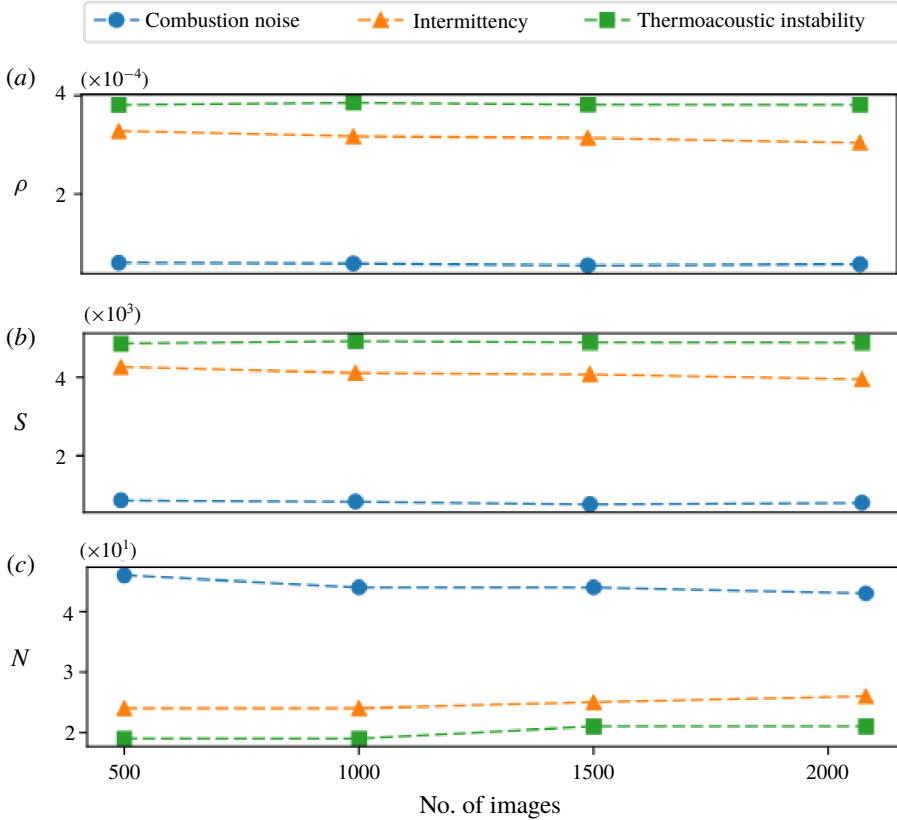 Combustion noise Intermittency Thermoacoustic instability
(a) (×10⁻⁴)
4
ρ
2
(b) (×10³)
4
S
2
(c) (×10¹)
4
N 3
2
500 1000 1500 2000
No. of images